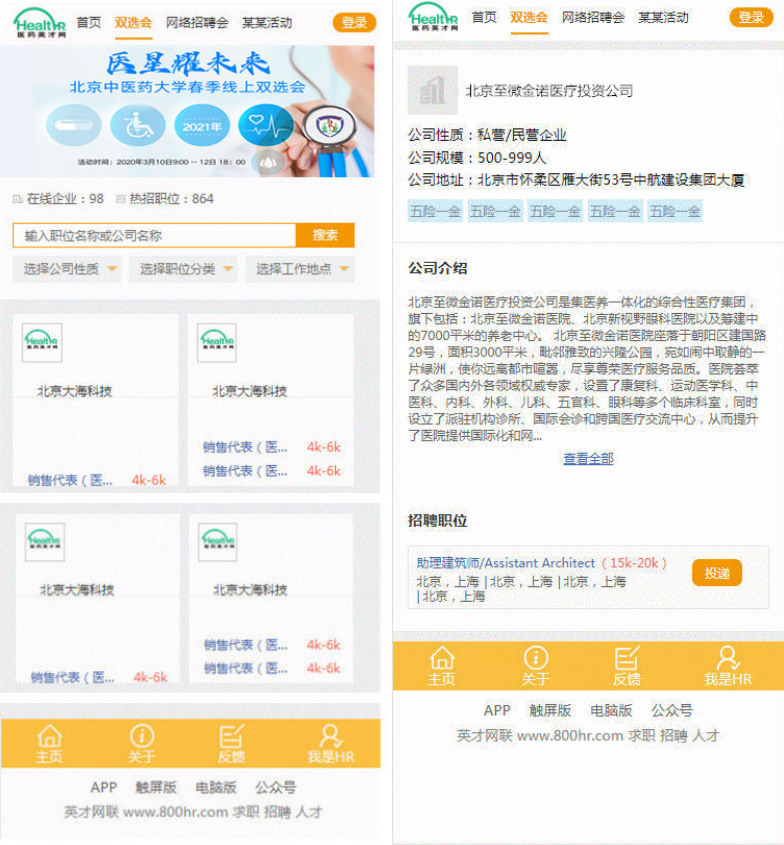 HealthR
医药英才网
首页
双选会
网络招聘会
某某活动
登录
医星耀未来
北京中医药大学春季线上双选会
2021年
活动时间：2020年3月10日9:00 -- 12日 18：00
在线企业：98
热招职位：864
输入职位名称或公司名称
搜索
选择公司性质
选择职位分类
选择工作地点
HealthR
医药英才网
北京大海科技
销售代表（医...
4k-6k
HealthR
医药英才网
北京大海科技
销售代表（医...
4k-6k
销售代表（医...
4k-6k
HealthR
医药英才网
北京大海科技
销售代表（医...
4k-6k
HealthR
医药英才网
北京大海科技
销售代表（医...
4k-6k
销售代表（医...
4k-6k
主页
关于
反馈
我是HR
APP
触屏版
电脑版
公众号
英才网联 www.800hr.com 求职 招聘 人才
HealthR
医药英才网
首页
双选会
网络招聘会
某某活动
登录
北京至微金诺医疗投资公司
公司性质：私营/民营企业
公司规模：500-999人
公司地址：北京市怀柔区雁大街53号中航建设集团大厦
五险一金
五险一金
五险一金
五险一金
五险一金
公司介绍
北京至微金诺医疗投资公司是集医养一体化的综合性医疗集团，
旗下包括：北京至微金诺医院、北京新视野眼科医院以及筹建中
的7000平米的养老中心。 北京至微金诺医院座落于朝阳区建国路
29号，面积3000平米，毗邻雅致的兴隆公园，宛如闹中取静的一
片绿洲，使你远离都市喧嚣，尽享尊荣医疗服务品质。医院荟萃
了众多国内外各领域权威专家，设置了康复科、运动医学科、中
医科、内科、外科、儿科、五官科、眼科等多个临床科室，同时
设立了派驻机构诊所、国际会诊和跨国医疗交流中心，从而提升
了医院提供国际化和网...
查看全部
招聘职位
助理建筑师/Assistant Architect（15k-20k）
北京，上海 |北京，上海 |北京，上海
|北京，上海
投递
主页
关于
反馈
我是HR
APP
触屏版
电脑版
公众号
英才网联 www.800hr.com 求职 招聘 人才